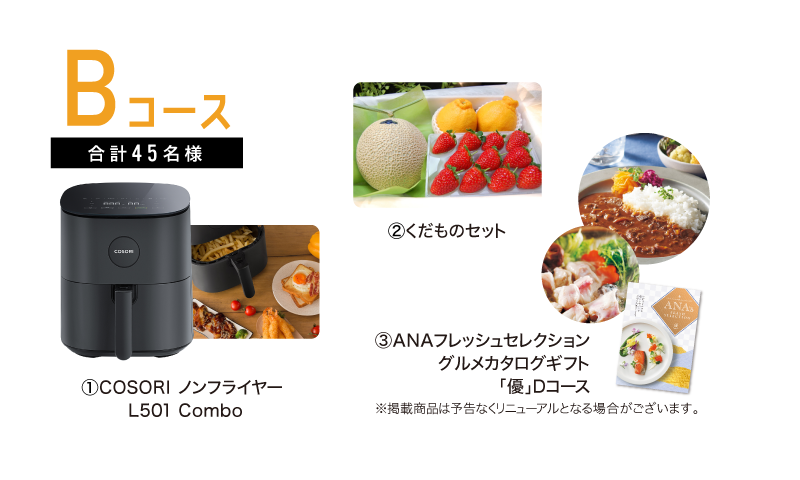 Bコース
合計45名様
COSORI
①COSORI ノンフライヤー
L501 Combo
②くだものセット
ANA's
③ANAフレッシュセレクション
グルメカタログギフト
「優」Dコース
※掲載商品は予告なくリニューアルとなる場合がございます。